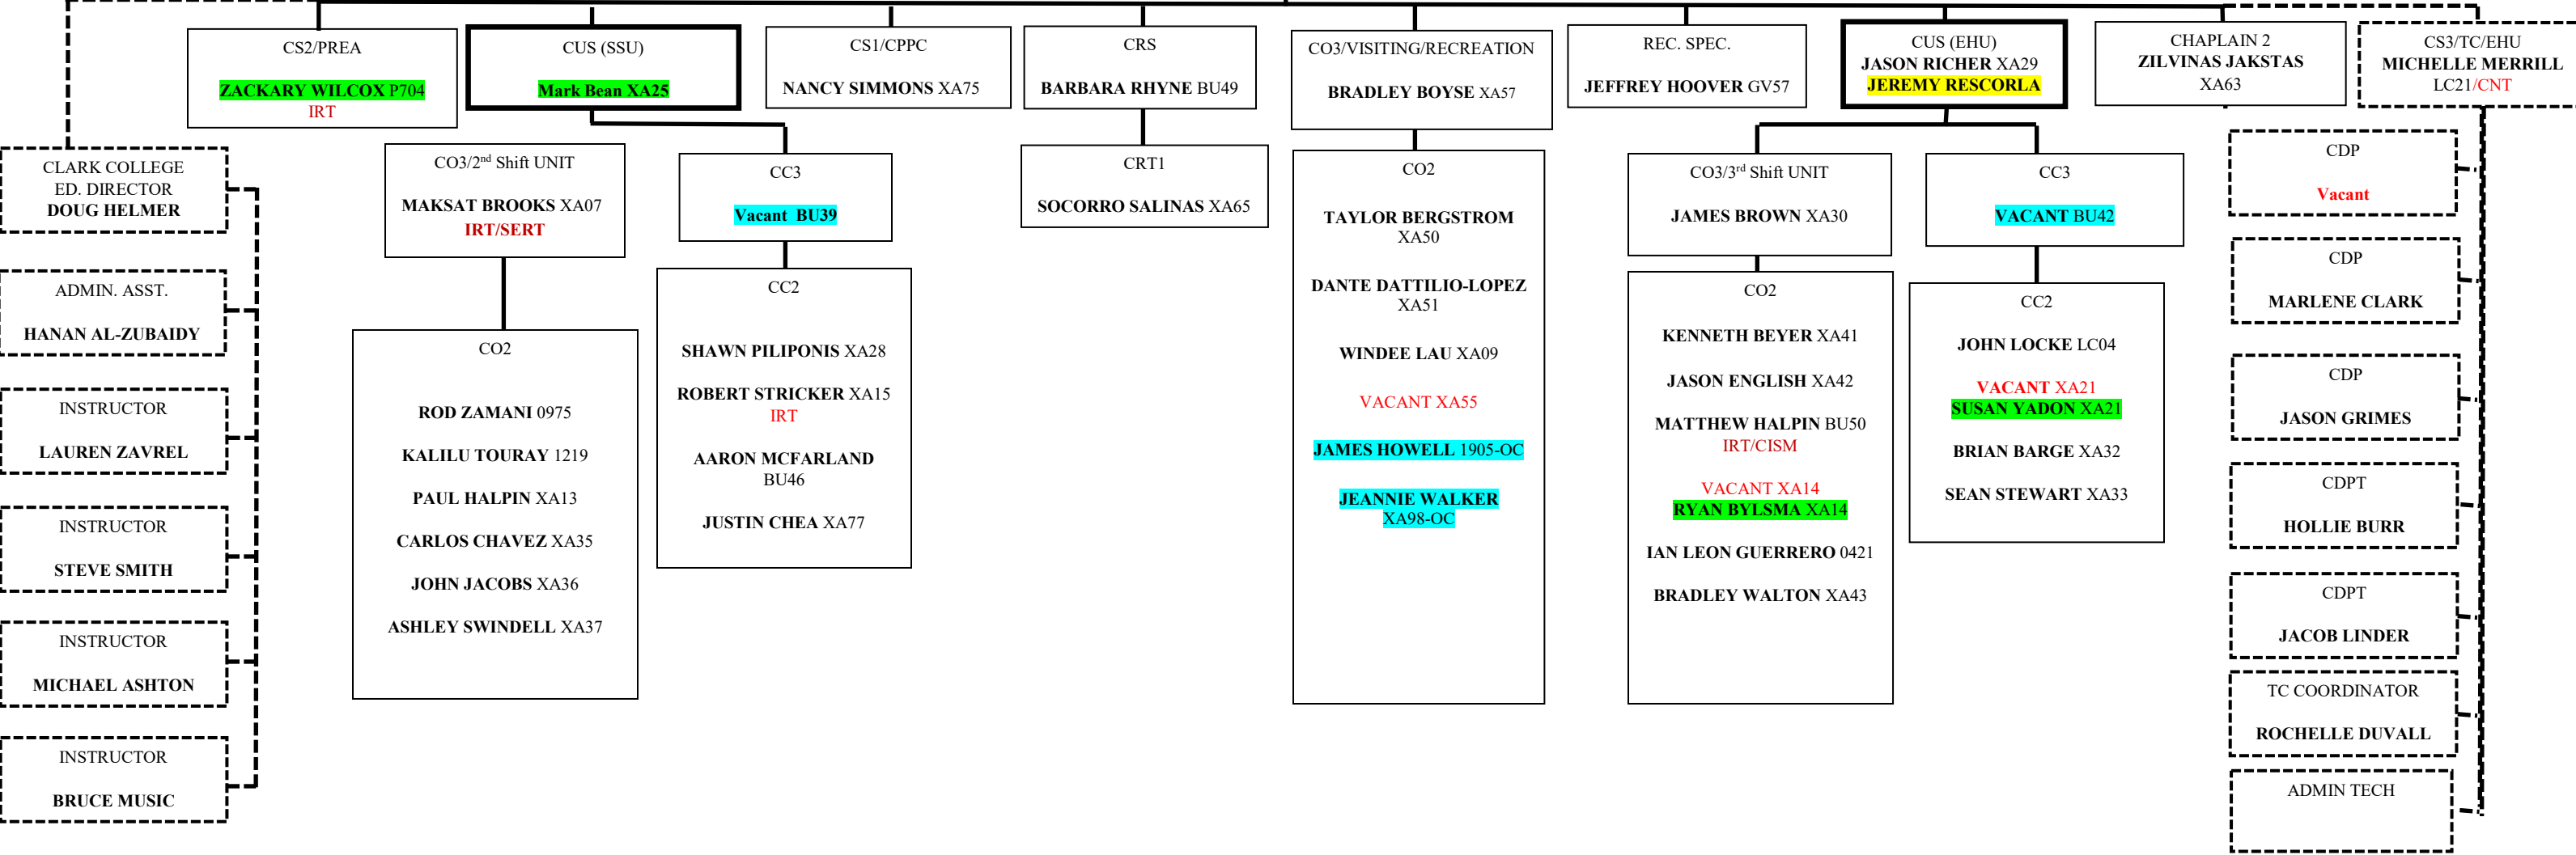 CS2/PREA
ZACKARY WILCOX P704
IRT
CUS (SSU)
Mark Bean XA25
CS1/CPPC
NANCY SIMMONS XA75
CRS
BARBARA RHYNE BU49
CO3/VISITING/RECREATION
BRADLEY BOYSE XA57
REC. SPEC.
JEFFREY HOOVER GV57
CUS (EHU)
JASON RICHER XA29
JEREMY RESCORLA
CHAPLAIN 2
ZILVINAS JAKSTAS
XA63
CS3/TC/EHU
MICHELLE MERRILL
LC21/CNT
CLARK COLLEGE
ED. DIRECTOR
DOUG HELMER
ADMIN. ASST.
HANAN AL-ZUBAIDY
INSTRUCTOR
LAUREN ZAVREL
INSTRUCTOR
STEVE SMITH
INSTRUCTOR
MICHAEL ASHTON
INSTRUCTOR
BRUCE MUSIC
CO3/2nd Shift UNIT
MAKSAT BROOKS XA07
IRT/SERT
CO2
ROD ZAMANI 0975
KALILU TOURAY 1219
PAUL HALPIN XA13
CARLOS CHAVEZ XA35
JOHN JACOBS XA36
ASHLEY SWINDELL XA37
CC3
Vacant BU39
CC2
SHAWN PILIPONIS XA28
ROBERT STRICKER XA15
IRT
AARON MCFARLAND
BU46
JUSTIN CHEA XA77
CRT1
SOCORRO SALINAS XA65
CO2
TAYLOR BERGSTROM
XA50
DANTE DATTILIO-LOPEZ
XA51
WINDEE LAU XA09
VACANT XA55
JAMES HOWELL 1905-OC
JEANNIE WALKER
XA98-OC
CO3/3rd Shift UNIT
JAMES BROWN XA30
CO2
KENNETH BEYER XA41
JASON ENGLISH XA42
MATTHEW HALPIN BU50
IRT/CISM
VACANT XA14
RYAN BYLSMA XA14
IAN LEON GUERRERO 0421
BRADLEY WALTON XA43
CC3
VACANT BU42
CC2
JOHN LOCKE LC04
VACANT XA21
SUSAN YADON XA21
BRIAN BARGE XA32
SEAN STEWART XA33
CDP
Vacant
CDP
MARLENE CLARK
CDP
JASON GRIMES
CDPT
HOLLIE BURR
CDPT
JACOB LINDER
TC COORDINATOR
ROCHELLE DUVALL
ADMIN TECH